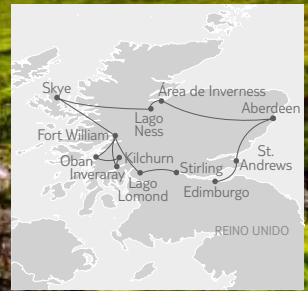 Skye
Área de Inverness
Aberdeen
Lago
Ness
Fort William
Oban
Kilchurn
Inveraray
Stirling
St.
Andrews
Lago
Lomond
Edimburgo
REINO UNIDO